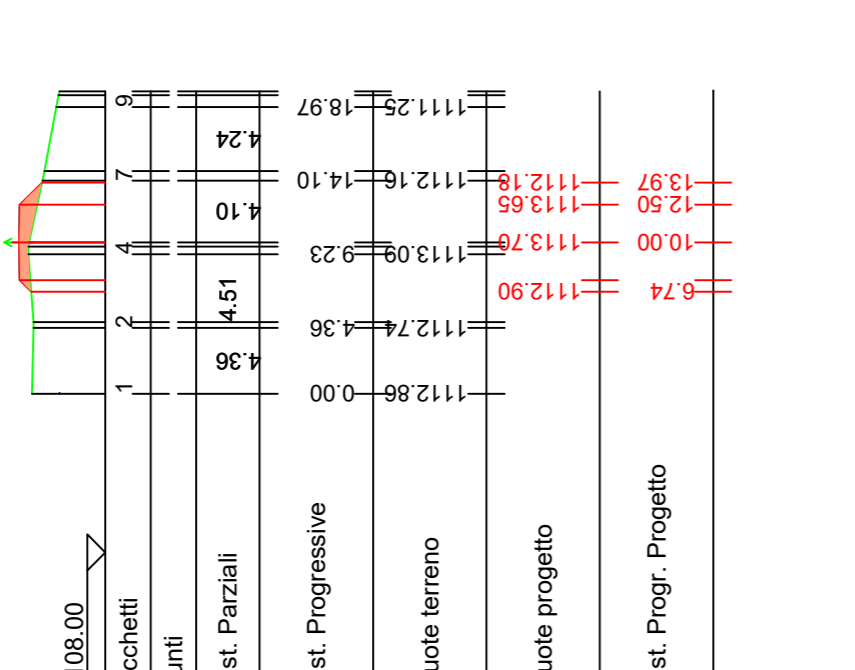 108.00
cchetti 1 2 4 7 9
unti
st. Parziali 4.36 4.51 4.10 4.24
st. Progressive 0.00 4.36 9.23 14.10 18.97
uote terreno 1112.86 1112.74 1113.09 1112.16 1111.25
uote progetto 1112.90 1113.70 1113.65 1112.18
st. Progr. Progetto 6.74 10.00 12.50 13.97